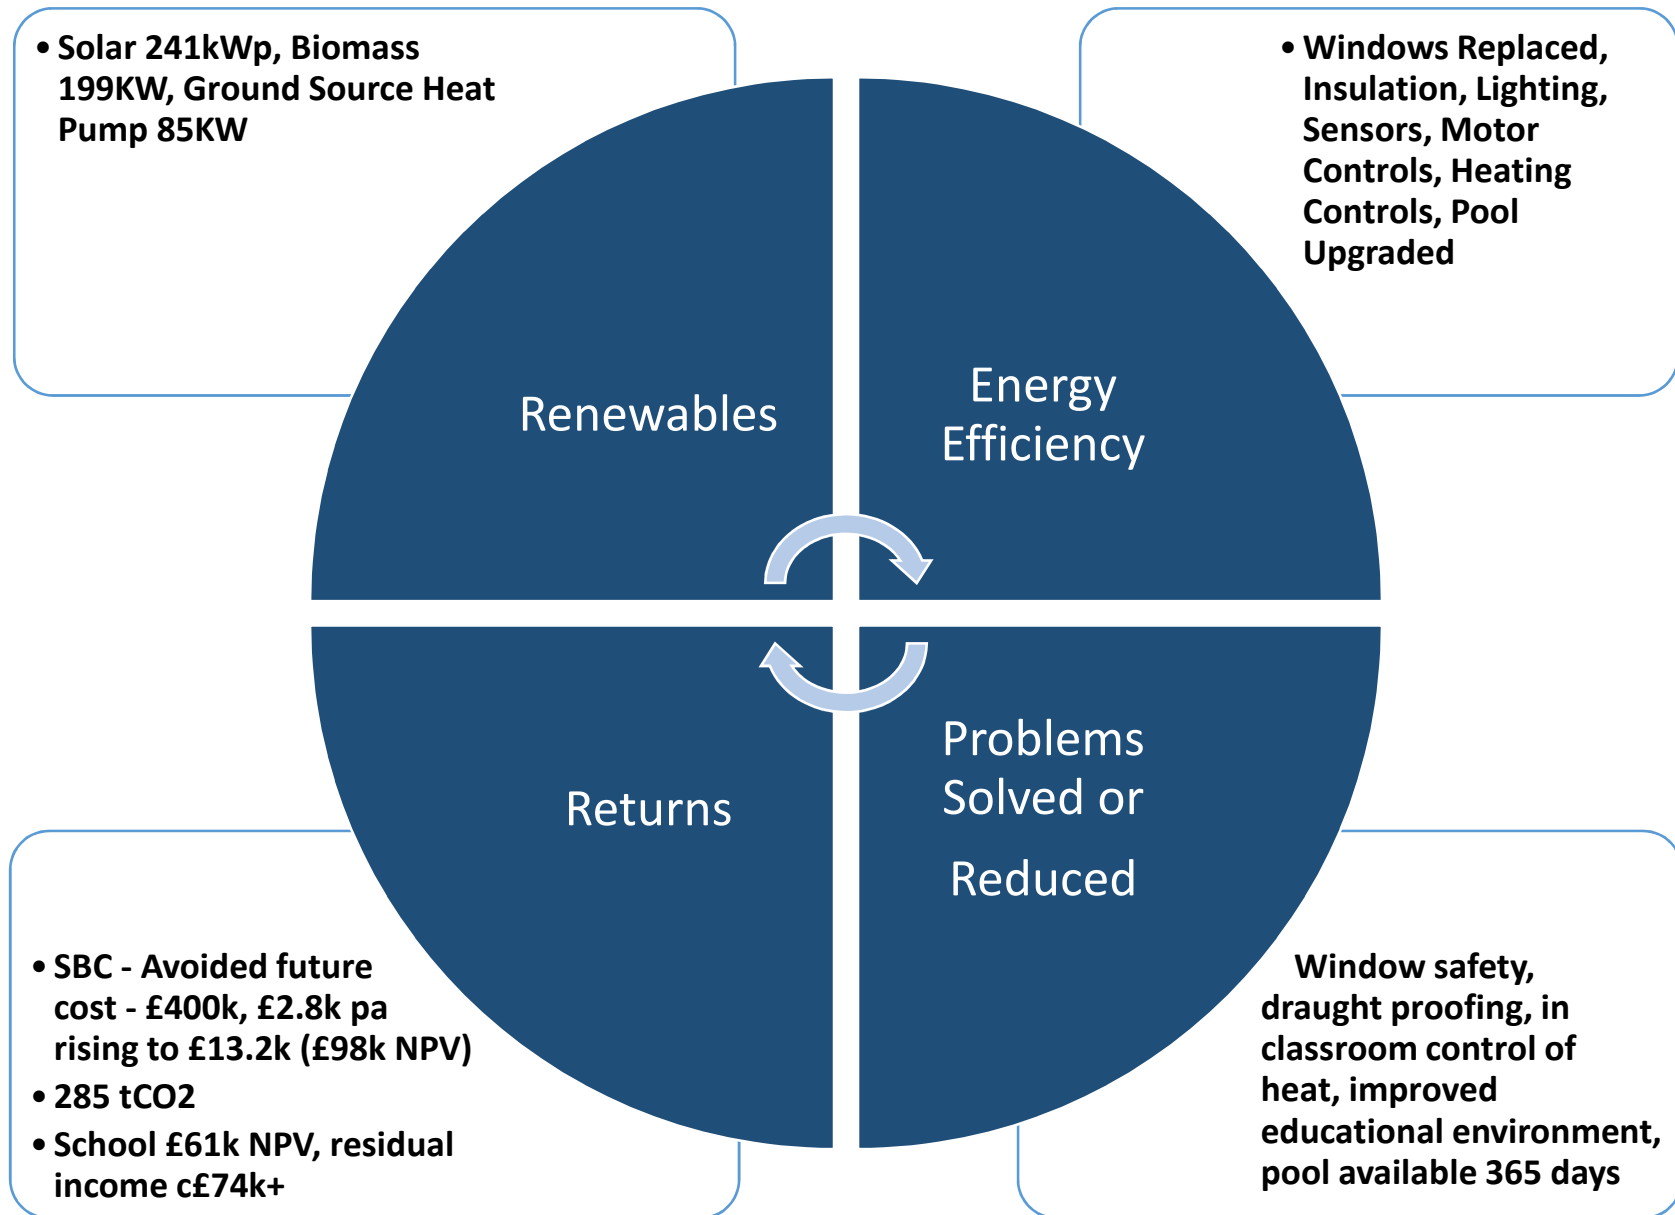 • Solar 241kWp, Biomass
199KW, Ground Source Heat
Pump 85KW
• Windows Replaced,
Insulation, Lighting,
Sensors, Motor
Controls, Heating
Controls, Pool
Upgraded
Renewables
Energy
Efficiency
Returns
Problems
Solved or
Reduced
• SBC - Avoided future
cost - £400k, £2.8k pa
rising to £13.2k (£98k NPV)
• 285 tCO2
• School £61k NPV, residual
income c£74k+
Window safety,
draught proofing, in
classroom control of
heat, improved
educational environment,
pool available 365 days